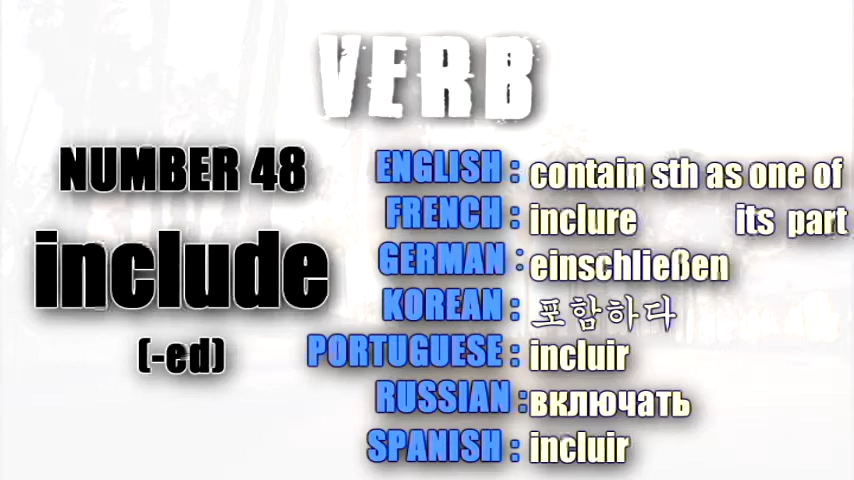 VERB
NUMBER 48
include
(-ed)
ENGLISH : contain sth as one of
FRENCH : inclure its part
GERMAN : einschließen
KOREAN : 포함하다
PORTUGUESE : incluir
RUSSIAN : включать
SPANISH : incluir